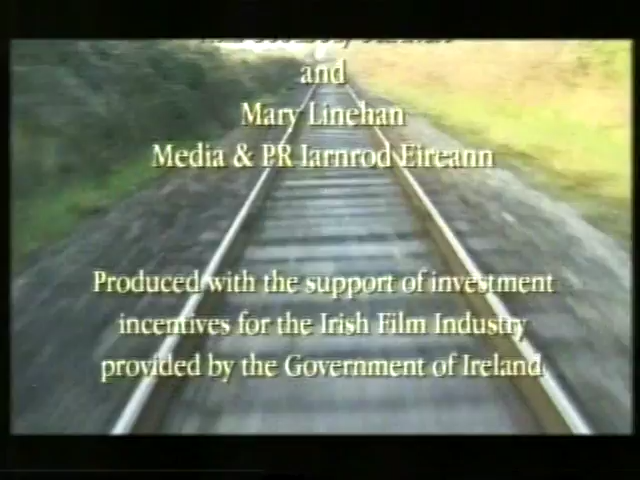 and
Mary Linehan
Media & PR Iarnrod Eireann
Produced with the support of investment
incentives for the Irish Film Industry
provided by the Government of Ireland.